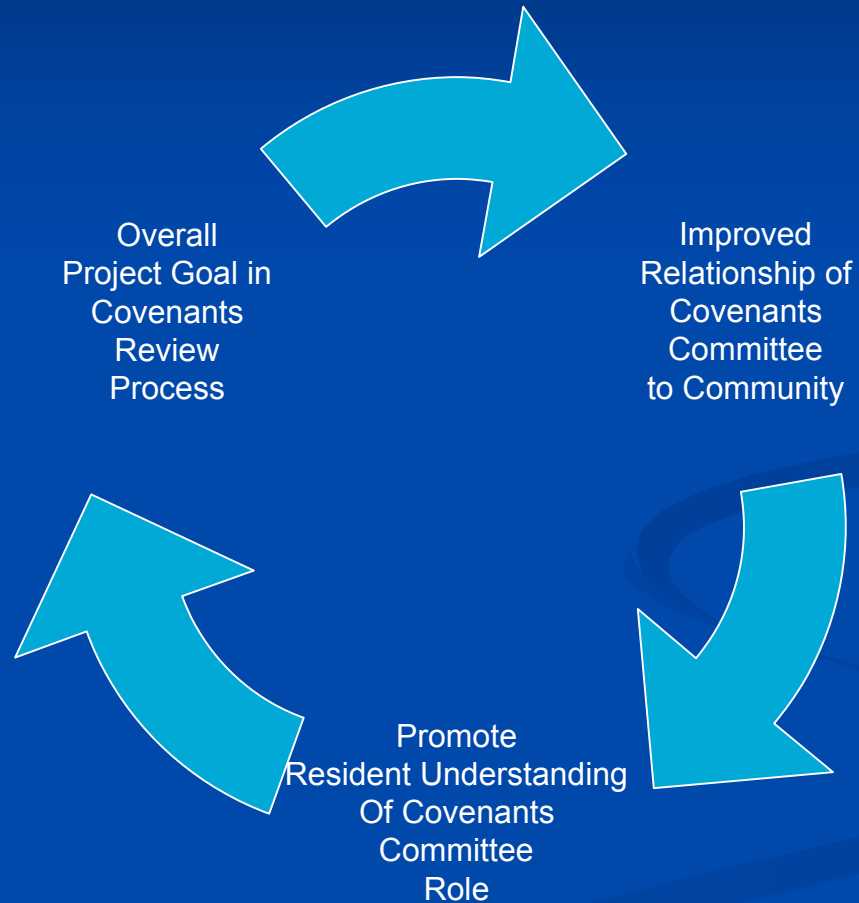 Overall
Project Goal in
Covenants
Review
Process
Improved
Relationship of
Covenants
Committee
to Community
Promote
Resident Understanding
Of Covenants
Committee
Role